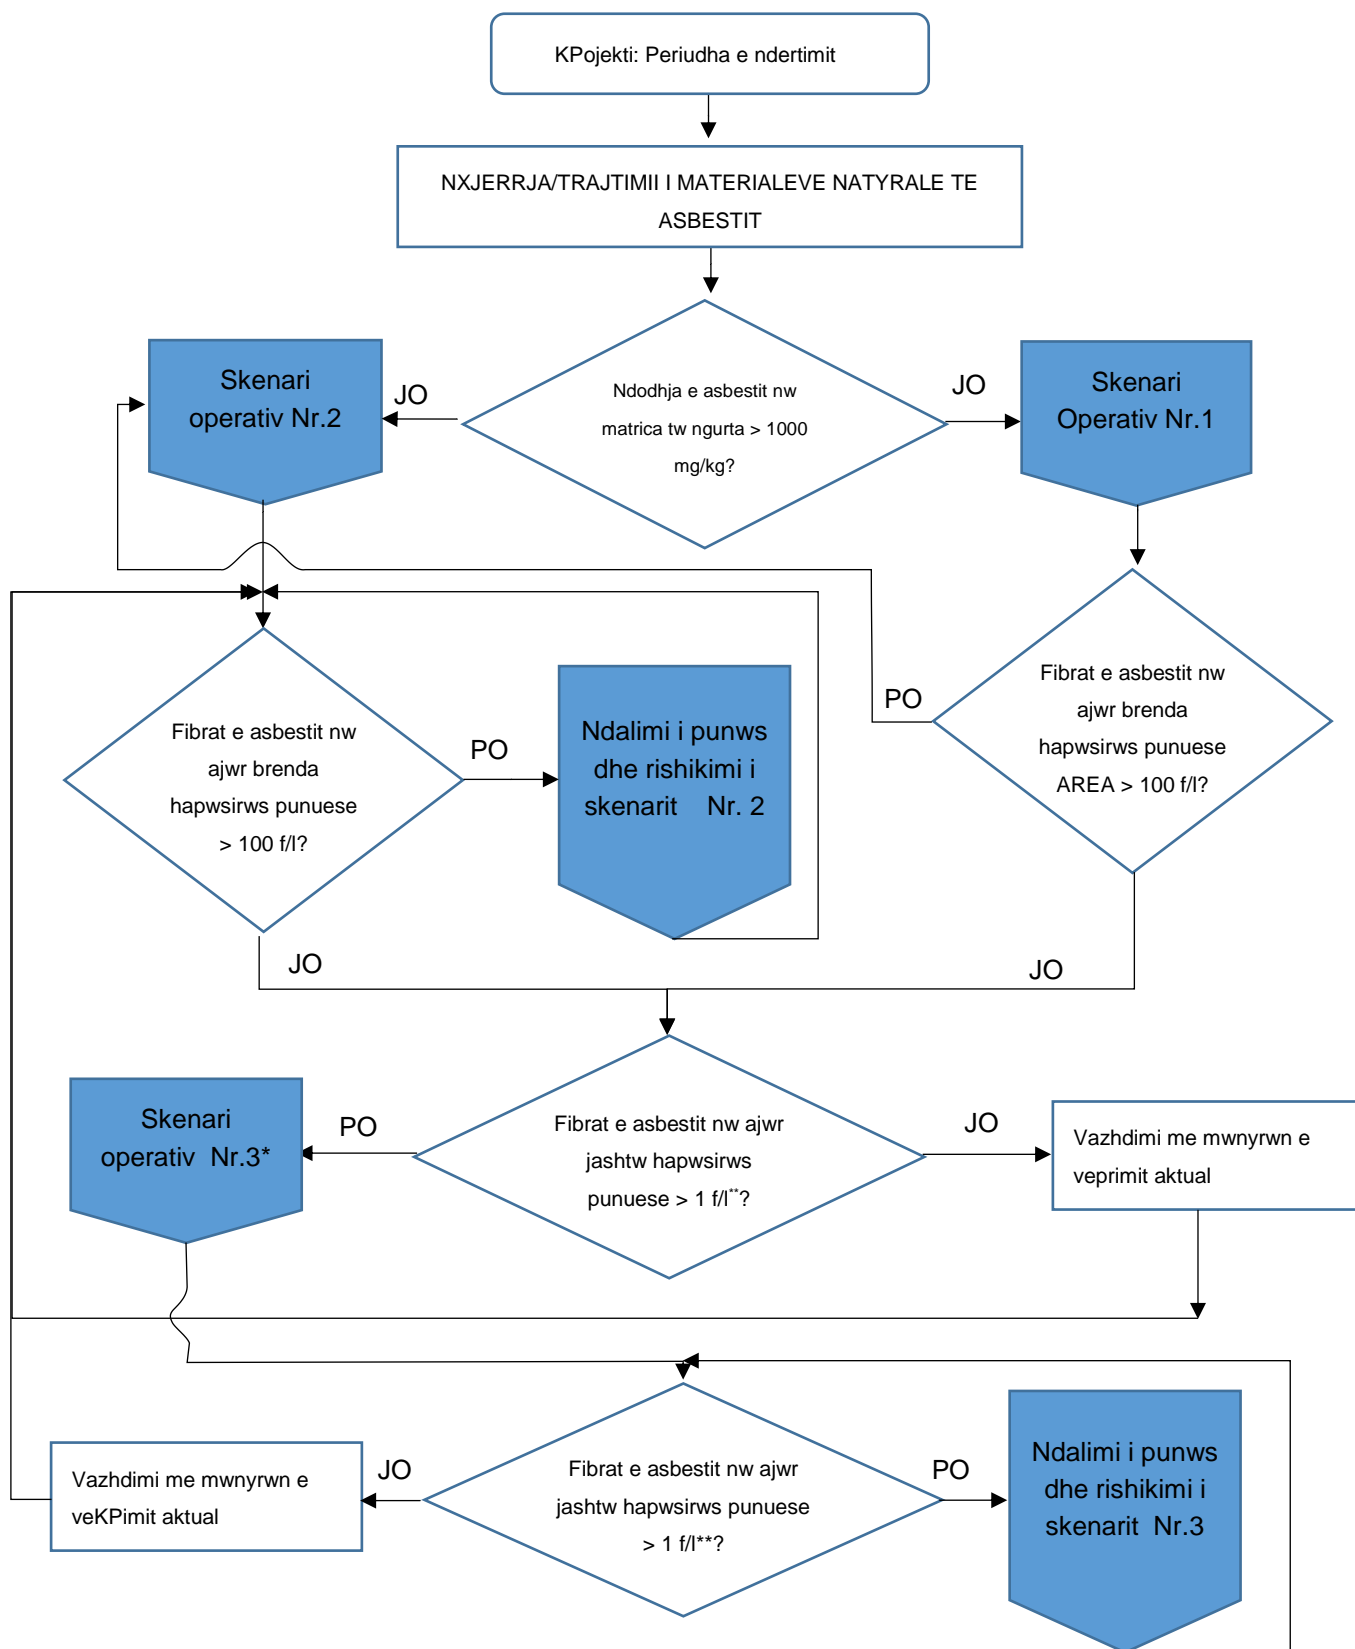 KPojekti: Periudha e ndertimit
NXJERRJA/TRAJTIMII I MATERIALEVE NATYRALE TE
ASBESTIT
Skenari
operativ Nr.2
JO
Ndodhja e asbestit nw
matrica tw ngurta > 1000
mg/kg?
JO
Skenari
Operativ Nr.1
Fibrat e asbestit nw
ajwr brenda
hapwsirws punuese
> 100 f/l?
PO
Ndalimi i punws
dhe rishikimi i
skenarit Nr. 2
PO
Fibrat e asbestit nw
ajwr brenda
hapwsirws punuese
AREA > 100 f/l?
JO
JO
Skenari
operativ Nr.3*
PO
Fibrat e asbestit nw ajwr
jashtw hapwsirws
punuese > 1 f/l**?
JO
Vazhdimi me mwnyrwn e
veprimit aktual
Vazhdimi me mwnyrwn e
veKPimit aktual
JO
Fibrat e asbestit nw ajwr
jashtw hapwsirws punuese
> 1 f/l**?
PO
Ndalimi i punws
dhe rishikimi i
skenarit Nr.3